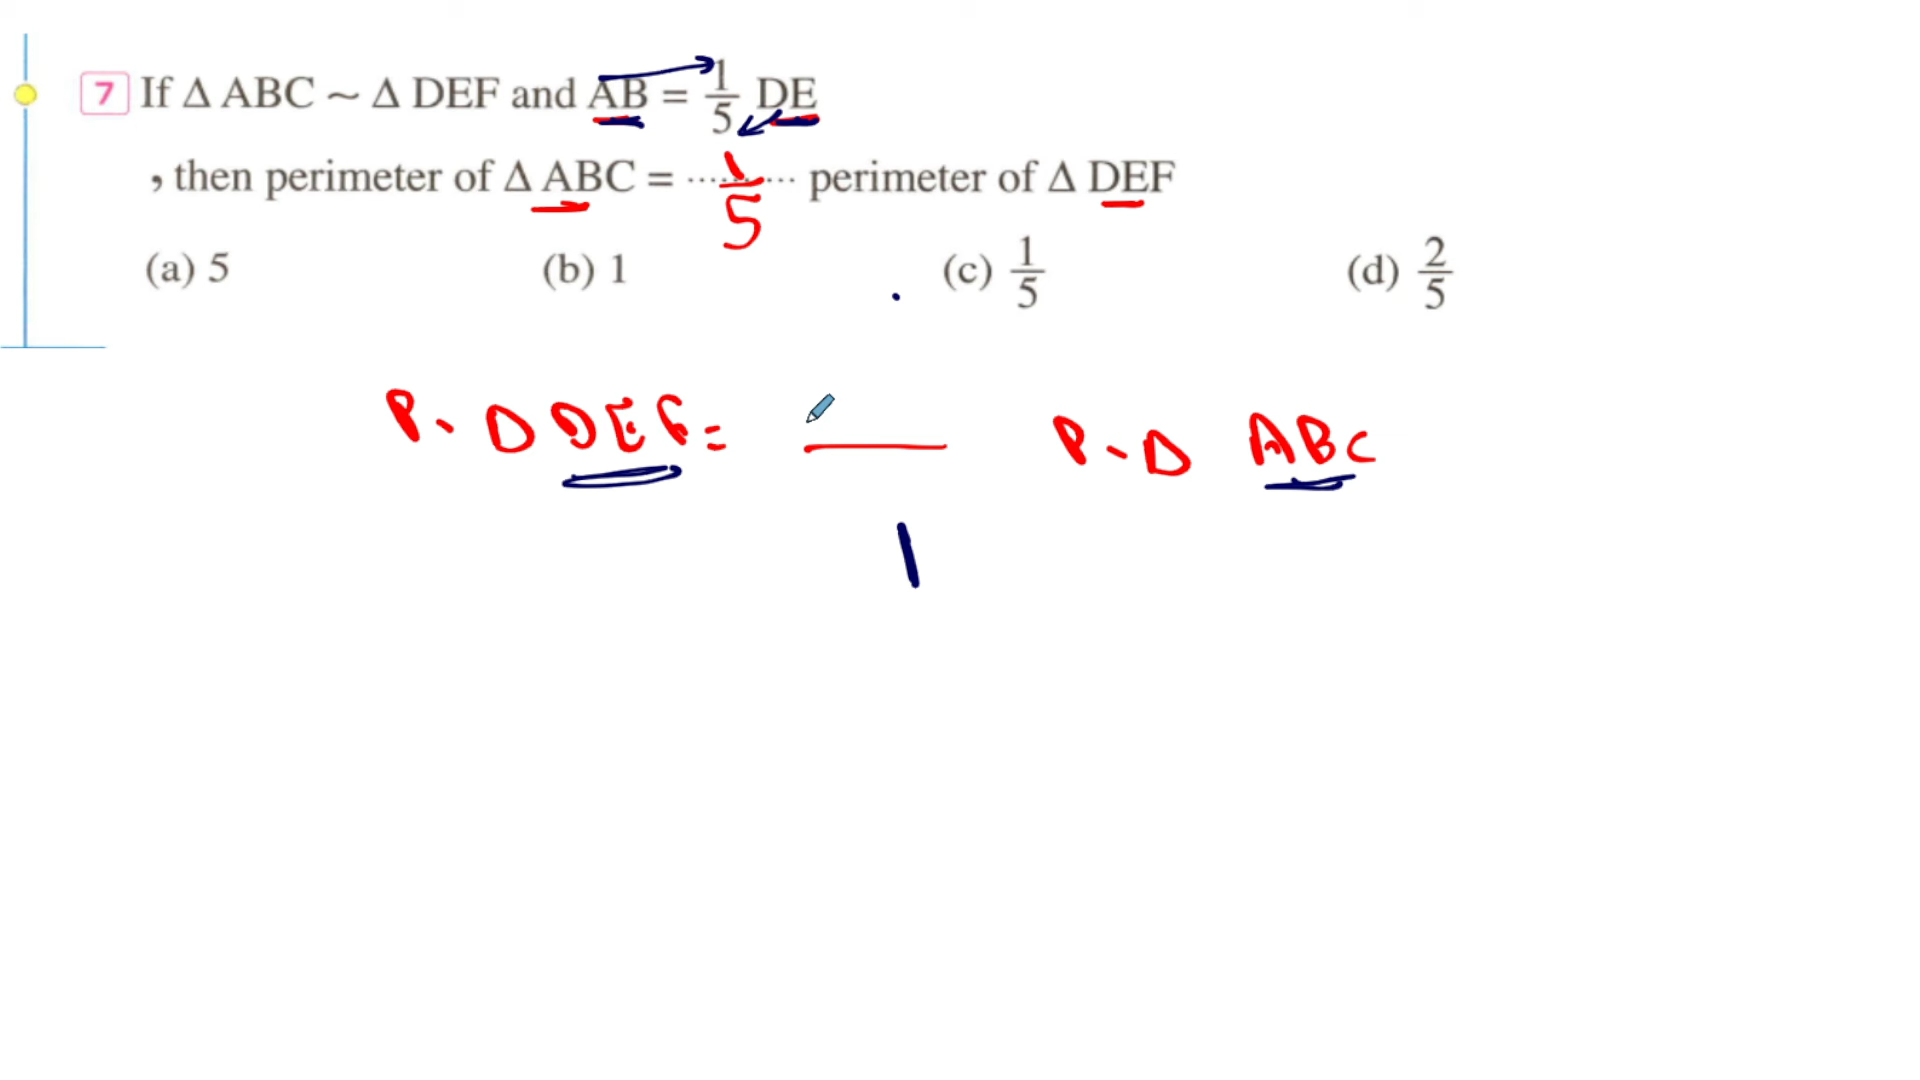 7 If Δ ABC ~ Δ DEF and AB = 1/5 DE
, then perimeter of Δ ABC = .......... 1/5 perimeter of Δ DEF
(a) 5 (b) 1 (c) 1/5 (d) 2/5
P. Δ DEF = ___ P. Δ ABC
1